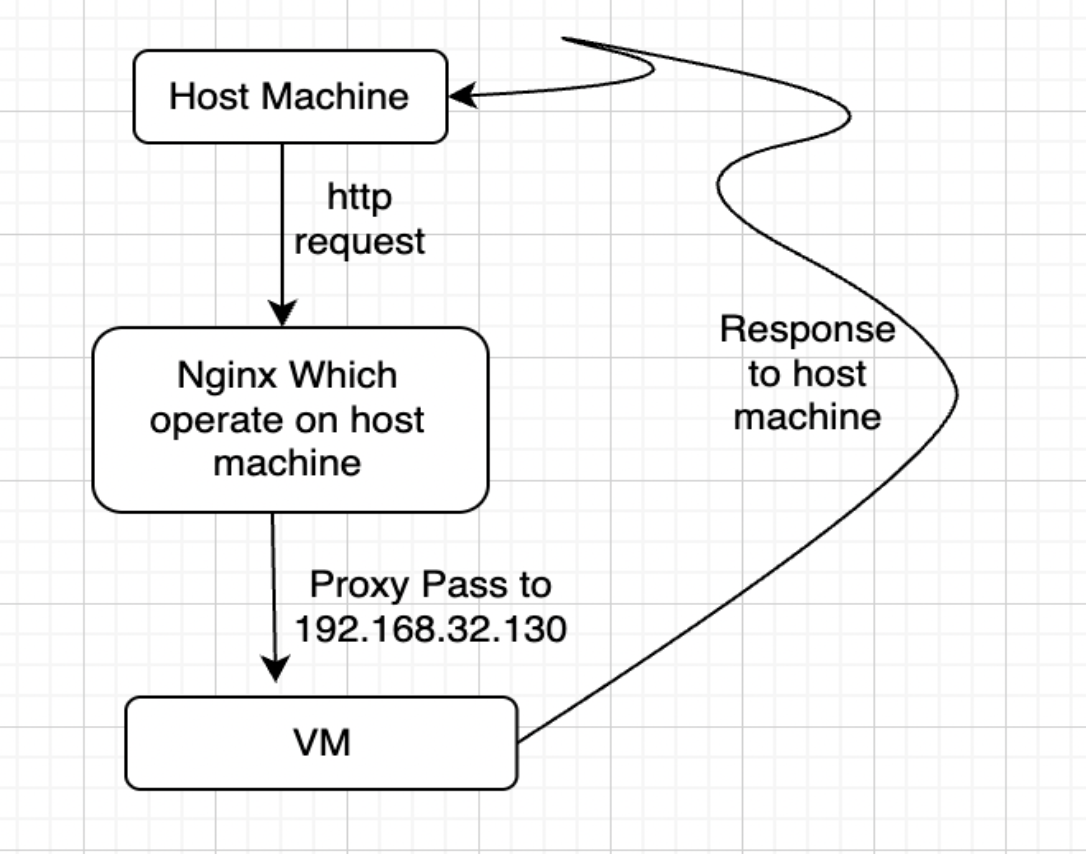 Host Machine
http
request
Nginx Which
operate on host
machine
Response
to host
machine
Proxy Pass to
192.168.32.130
VM